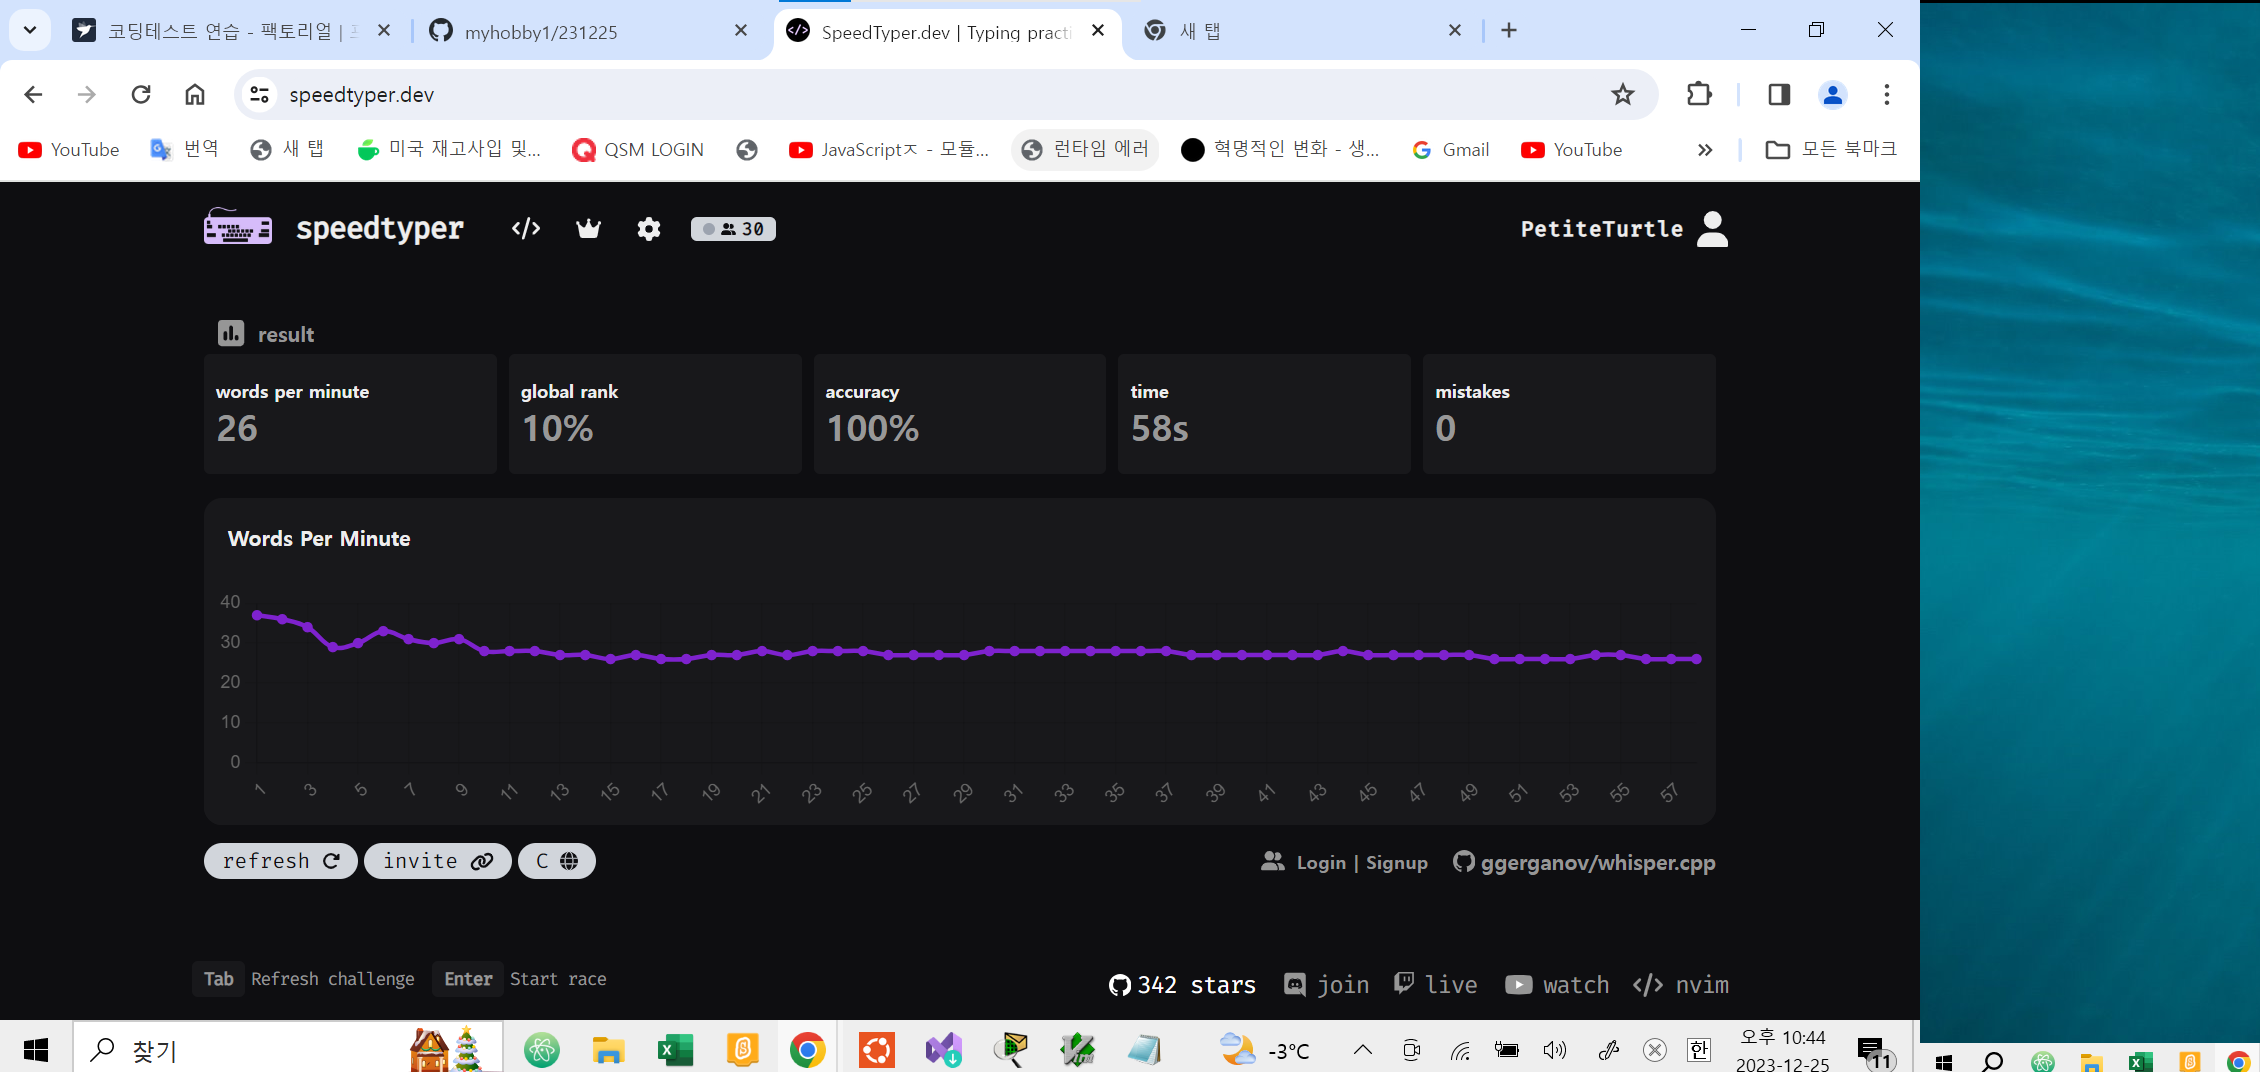 코딩테스트 연습 - 팩토리얼 |
myhobby1/231225
SpeedTyper.dev | Typing practi
새 탭
speedtyper.dev
YouTube
번역
새 탭
미국 재고사입 및...
QSM LOGIN
JavaScriptㅈ - 모듈...
런타임 에러
혁명적인 변화 - 생...
Gmail
YouTube
모든 북마크
speedtyper
30
PetiteTurtle
result
words per minute
26
global rank
10%
accuracy
100%
time
58s
mistakes
0
Words Per Minute
40
30
20
10
0
1 3 5 7 9 11 13 15 17 19 21 23 25 27 29 31 33 35 37 39 41 43 45 47 49 51 53 55 57
refresh
invite
C
Login | Signup
ggerganov/whisper.cpp
Tab Refresh challenge
Enter Start race
342 stars
join
live
watch
nvim
찾기
-3°C
한
오후 10:44
2023-12-25
11